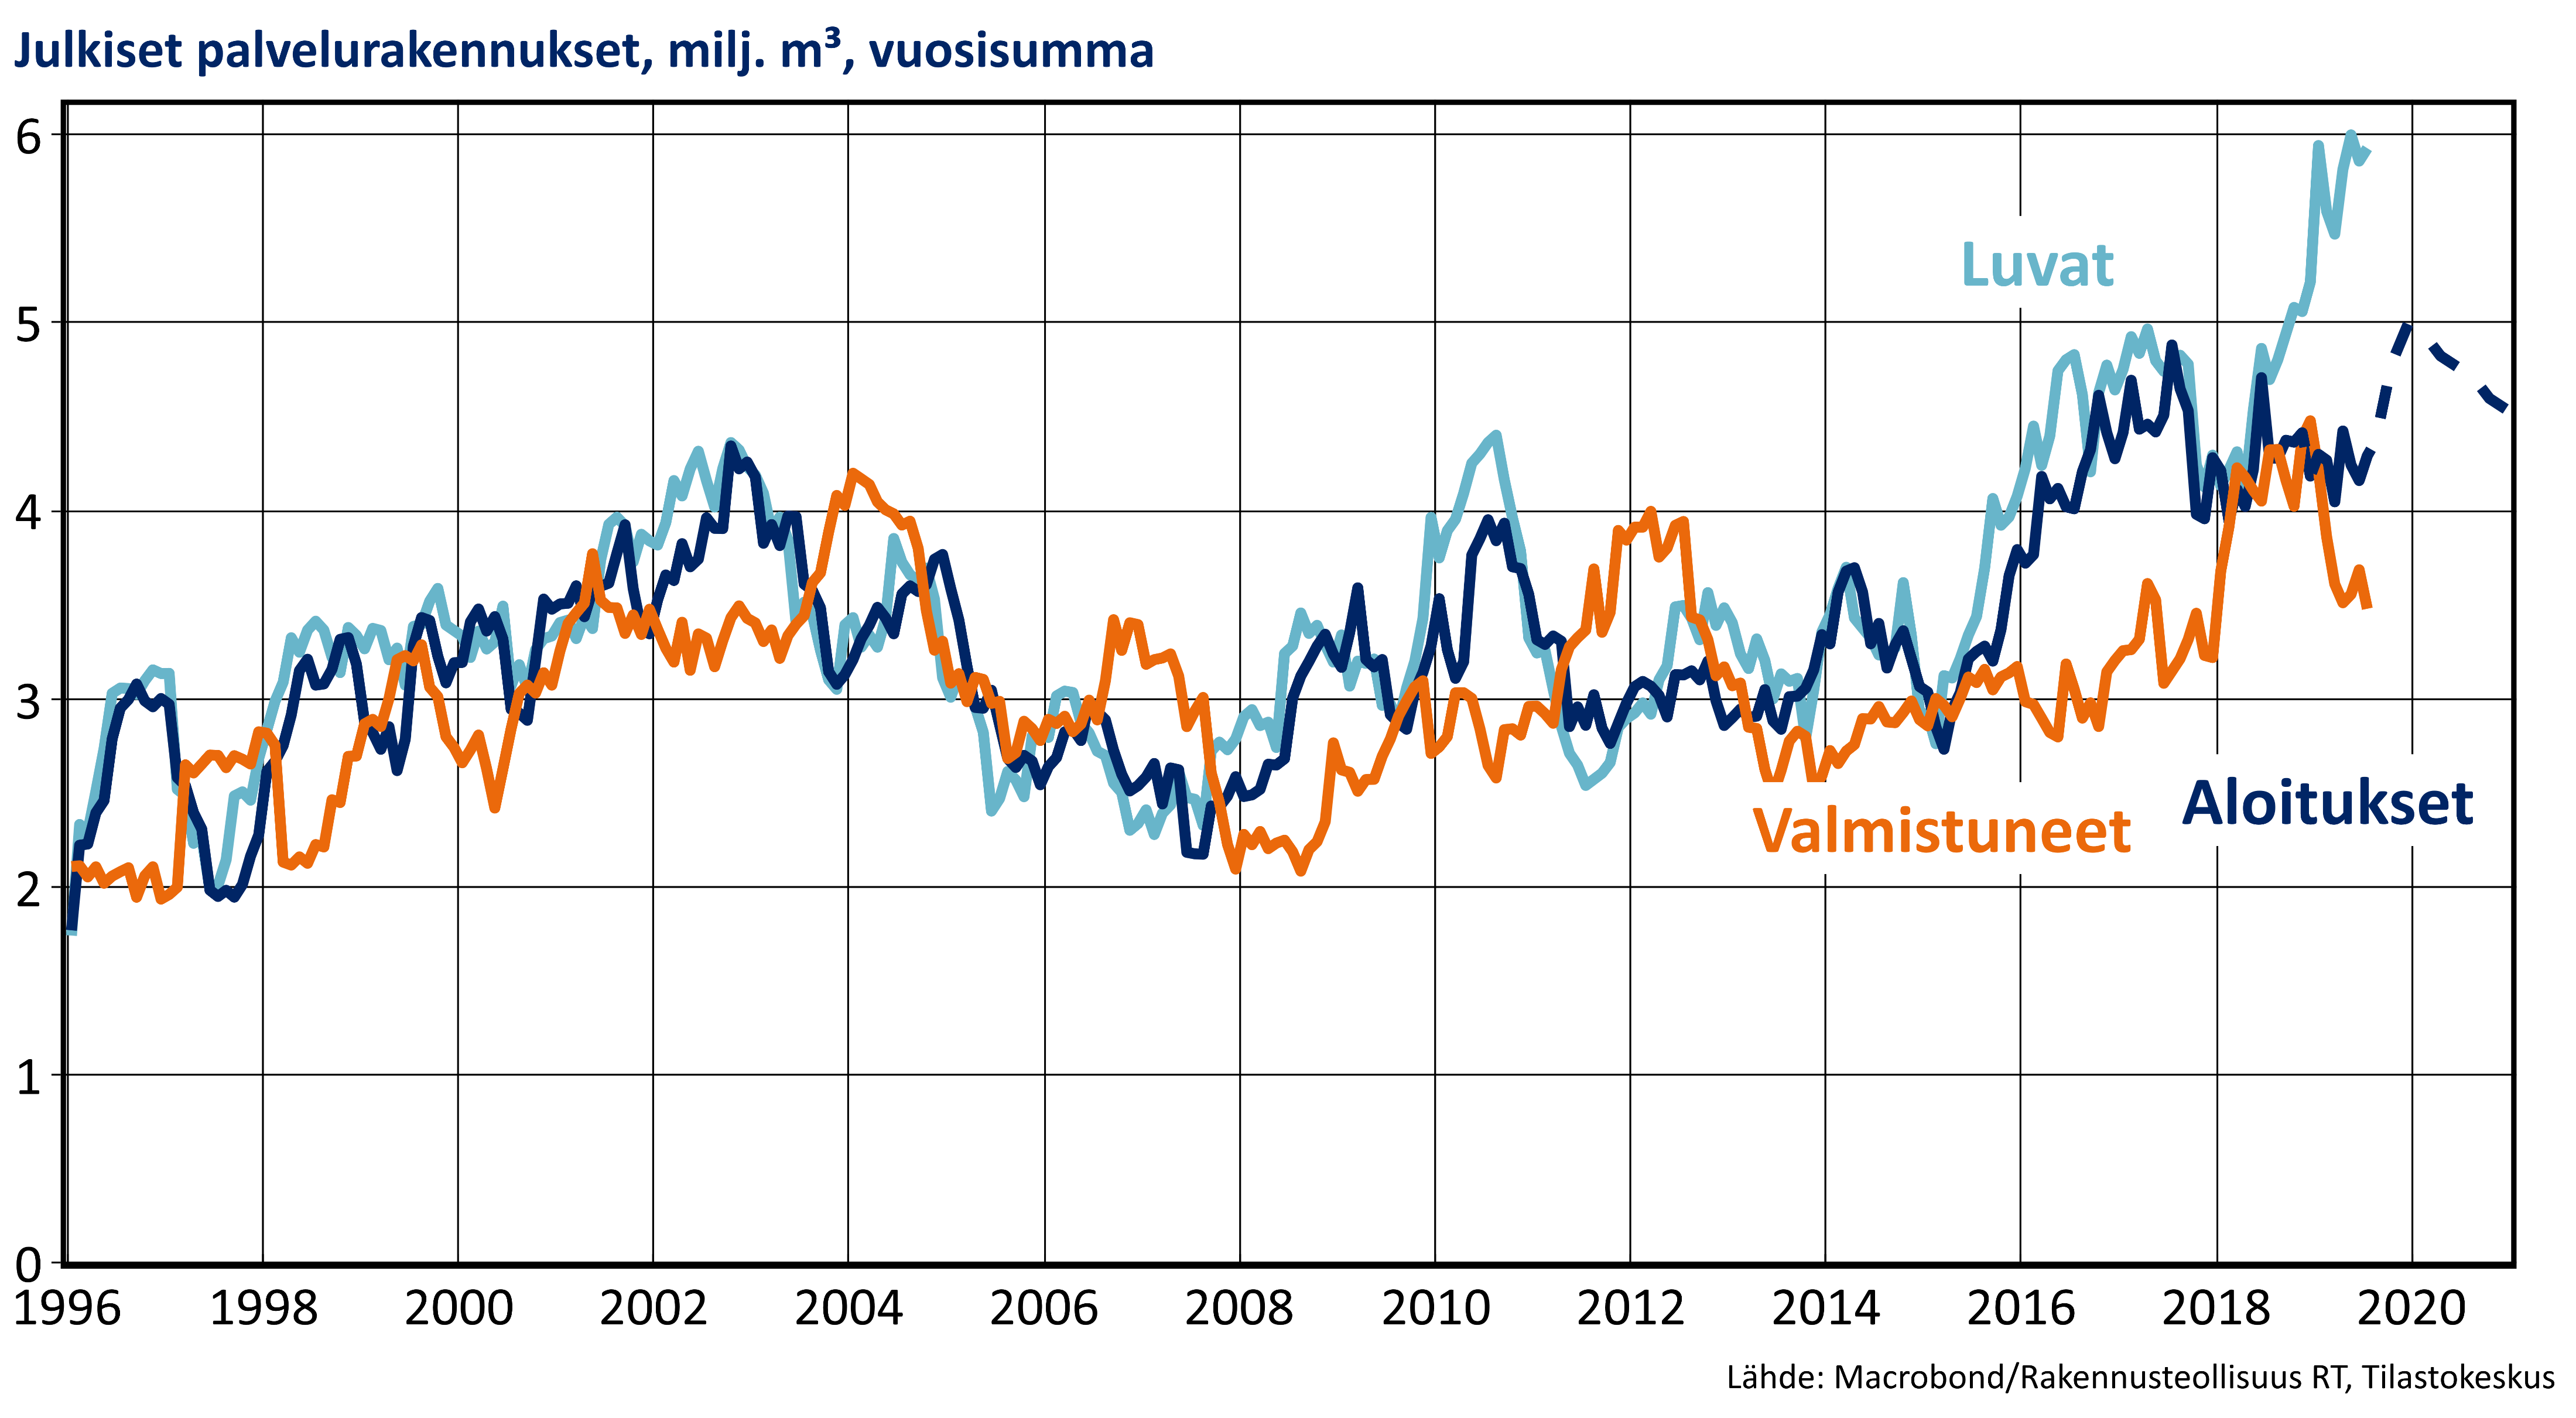 Julkiset palvelurakennukset, milj. m³, vuosisumma
6
5
4
3
2
1
0
Luvat
Aloitukset
Valmistuneet
1996 1998 2000 2002 2004 2006 2008 2010 2012 2014 2016 2018 2020
Lähde: Macrobond/Rakennusteollisuus RT, Tilastokeskus